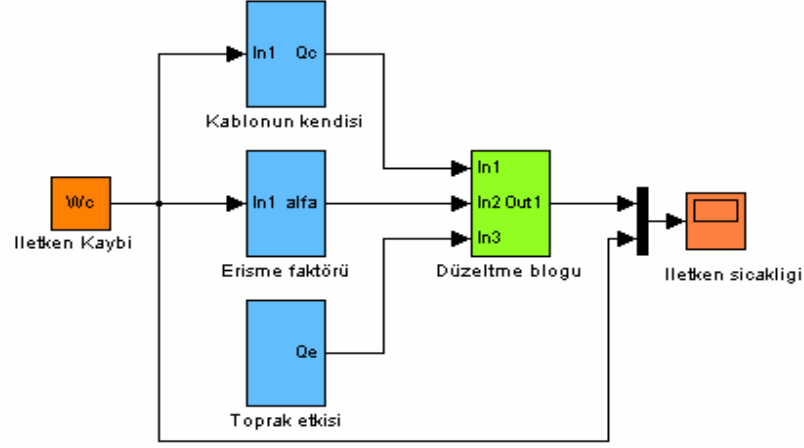 In1 Qc
Kablonun kendisi
Wc
Iletken Kaybi
In1 alfa
Erisme faktörü
Qe
Toprak etkisi
In1
In2 Out1
In3
Düzeltme blogu
Iletken sicakligi